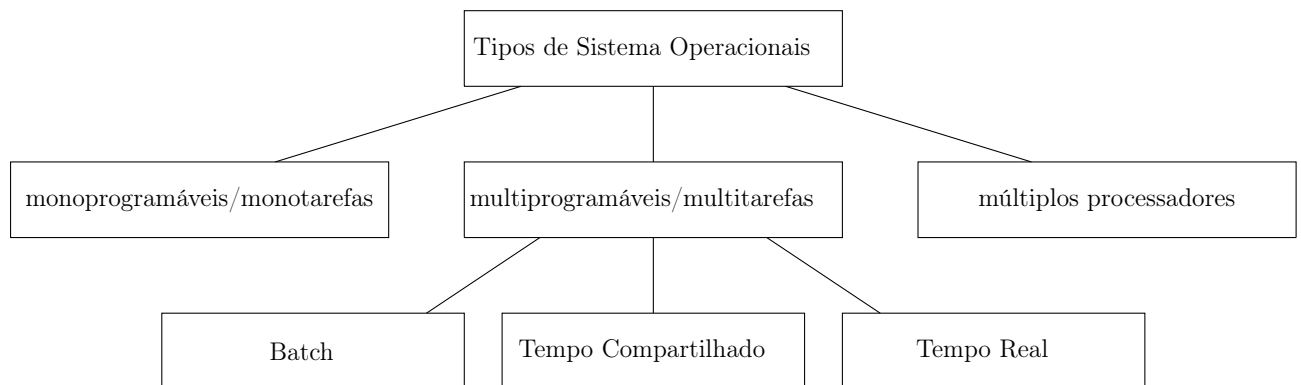 Tipos de Sistema Operacionais
monoprogramáveis/monotarefas
multiprogramáveis/multitarefas
múltiplos processadores
Batch
Tempo Compartilhado
Tempo Real